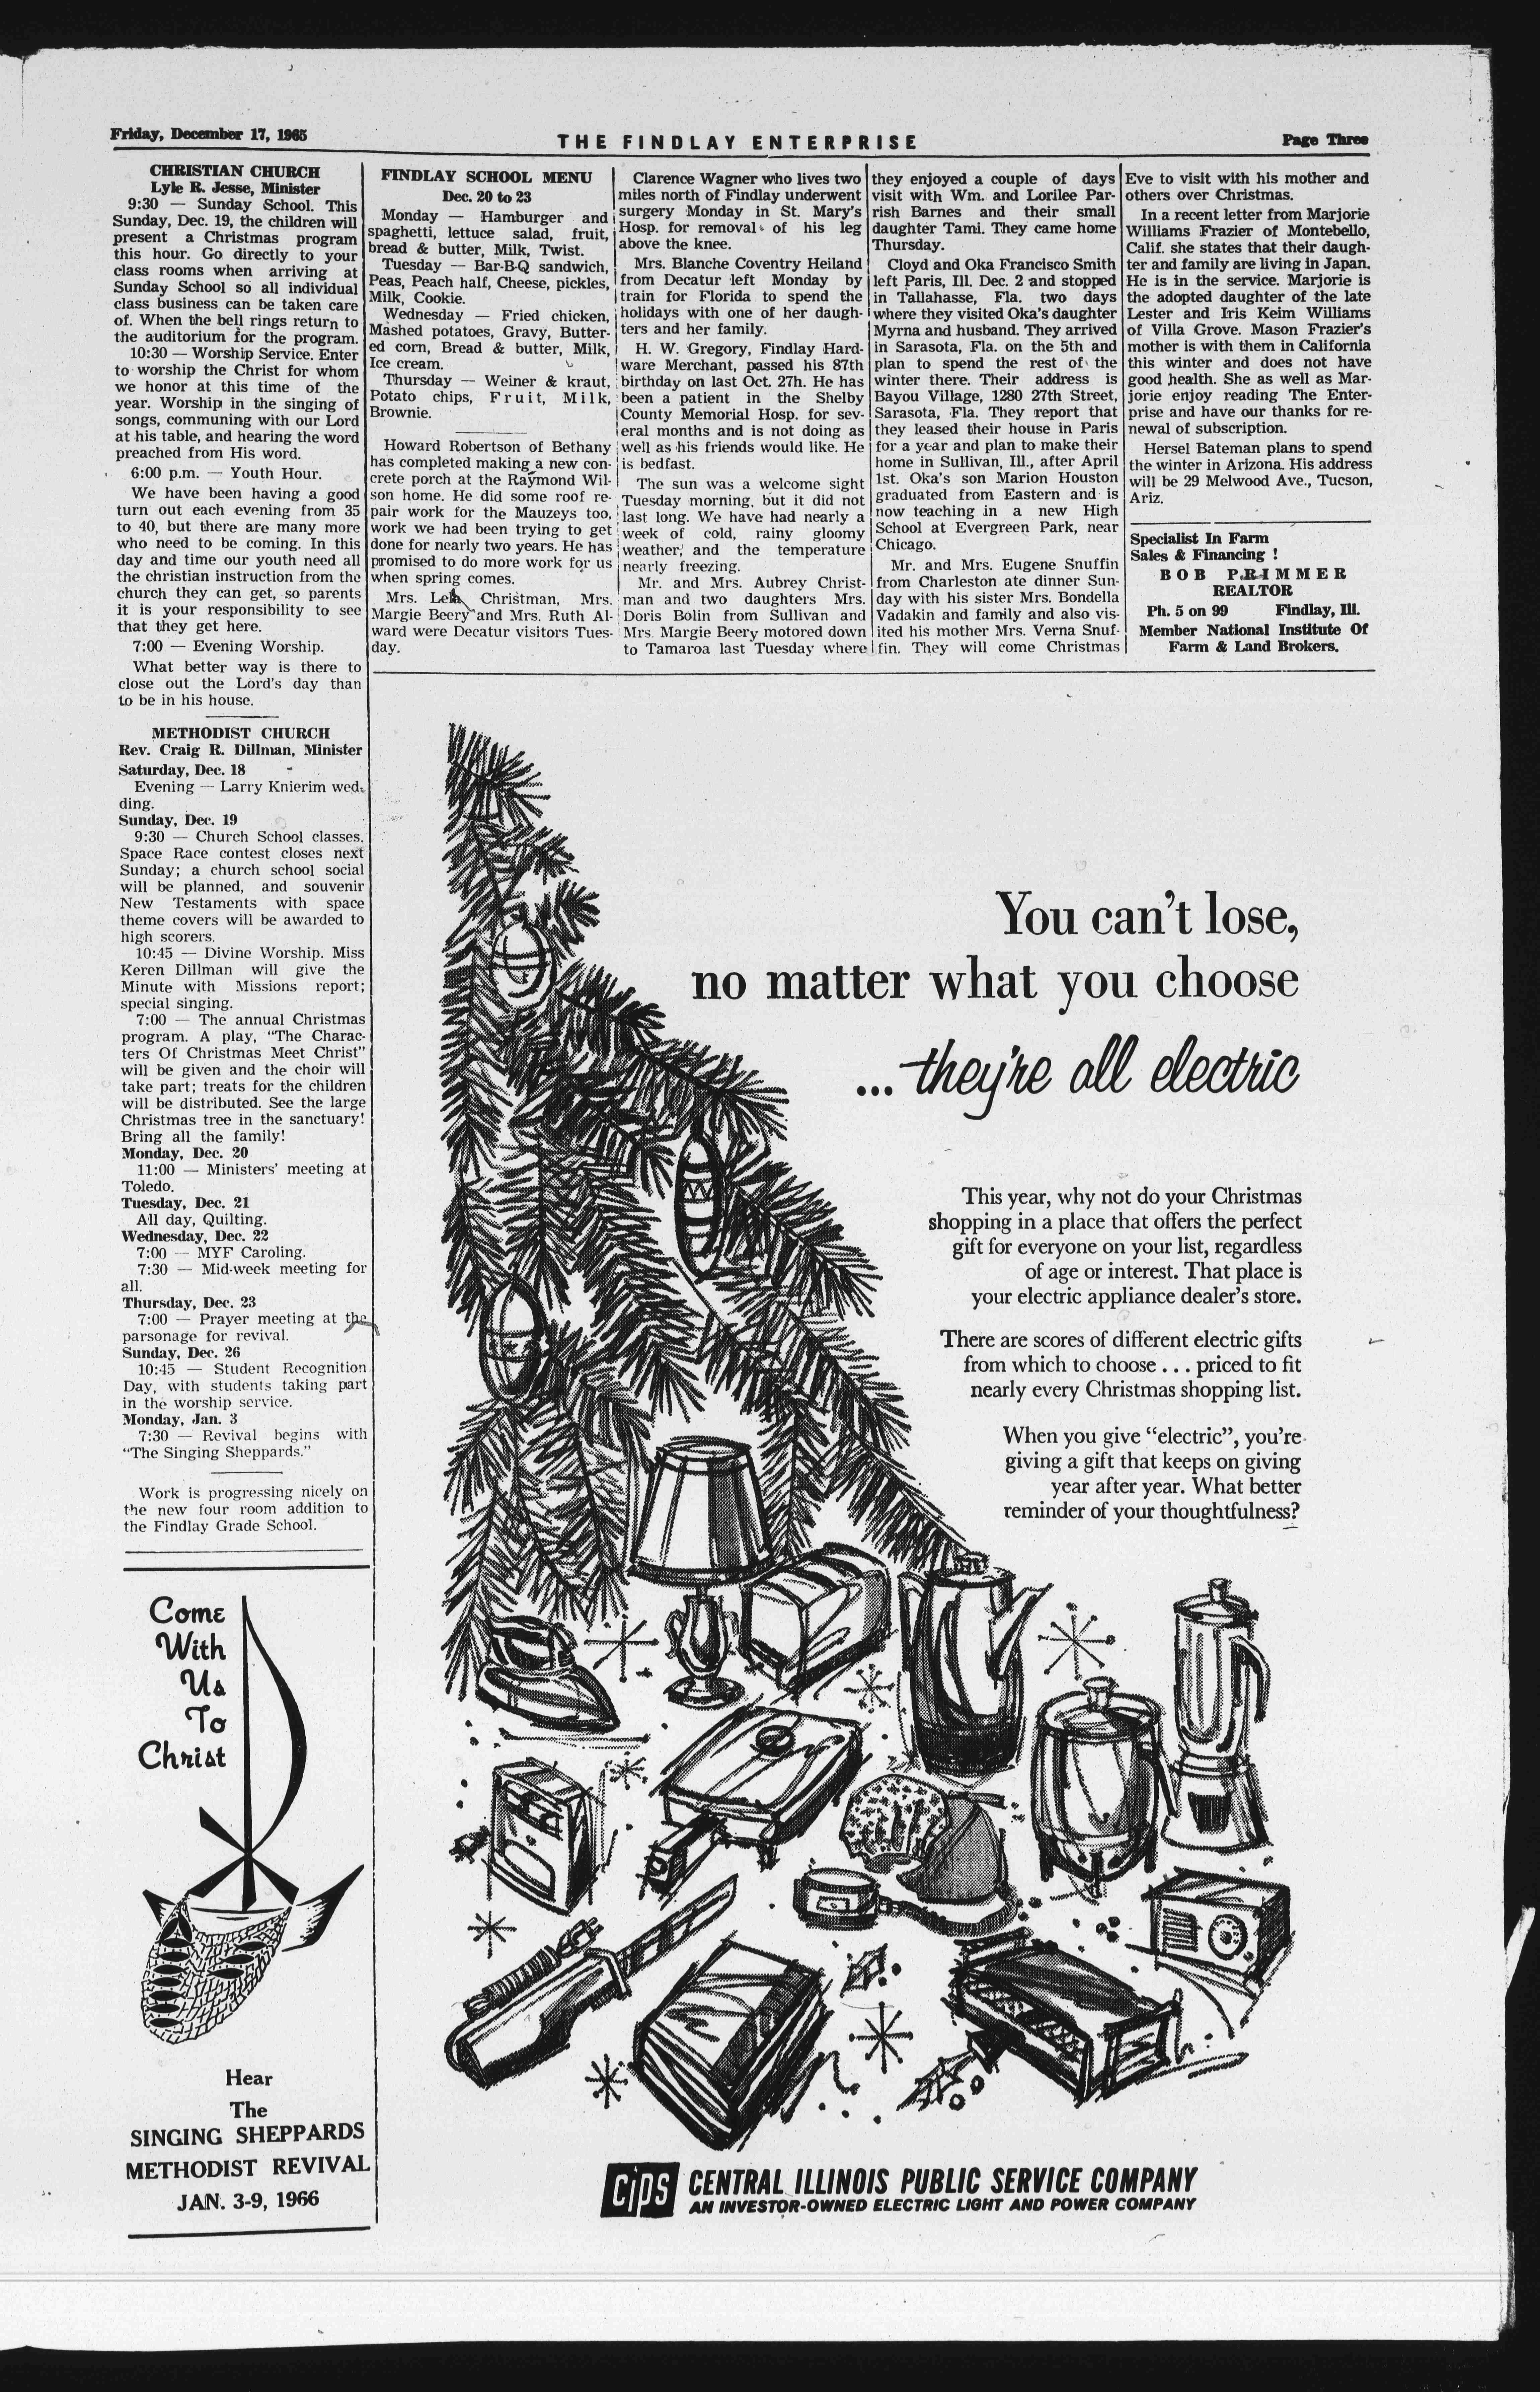 Friday, December 17, 1965
THE FINDLAY ENTERPRISE
Page Three
CHRISTIAN CHURCH
Lyle R. Jesse, Minister
9:30 — Sunday School. This
Sunday, Dec. 19, the children will
present a Christmas program
this hour. Go directly to your
class rooms when arriving at
Sunday School so all individual
class business can be taken care
of. When the bell rings return to
the auditorium for the program.
10:30 — Worship Service. Enter
to worship the Christ for whom
we honor at this time of the
year. Worship in the singing of
songs, communing with our Lord
at his table, and hearing the word
preached from His word.
6:00 p.m. — Youth Hour.
We have been having a good
turn out each evening from 35
to 40, but there are many more
who need to be coming. In this
day and time our youth need all
the christian instruction from the
church they can get, so parents
it is your responsibility to see
that they get here.
7:00 — Evening Worship.
What better way is there to
close out the Lord's day than
to be in his house.
METHODIST CHURCH
Rev. Craig R. Dillman, Minister
Saturday, Dec. 18
Evening — Larry Knierim wed-
ding.
Sunday, Dec. 19
9:30 — Church School classes.
Space Race contest closes next
Sunday; a church school social
will be planned, and souvenir
New Testaments with space
theme covers will be awarded to
high scorers.
10:45 — Divine Worship. Miss
Keren Dillman will give the
Minute with Missions report;
special singing.
7:00 — The annual Christmas
program. A play, "The Charac-
ters Of Christmas Meet Christ"
will be given and the choir will
take part; treats for the children
will be distributed. See the large
Christmas tree in the sanctuary!
Bring all the family!
Monday, Dec. 20
11:00 — Ministers' meeting at
Toledo.
Tuesday, Dec. 21
All day, Quilting.
Wednesday, Dec. 22
7:00 — MYF Caroling.
7:30 — Mid-week meeting for
all.
Thursday, Dec. 23
7:00 — Prayer meeting at the
parsonage for revival.
Sunday, Dec. 26
10:45 — Student Recognition
Day, with students taking part
in the worship service.
Monday, Jan. 3
7:30 — Revival begins with
"The Singing Sheppards."
Work is progressing nicely on
the new four room addition to
the Findlay Grade School.
Come
With
Us
To
Christ
Hear
The
SINGING SHEPPARDS
METHODIST REVIVAL
JAN. 3-9, 1966
FINDLAY SCHOOL MENU
Dec. 20 to 23
Monday — Hamburger and
spaghetti, lettuce salad, fruit,
bread & butter, Milk, Twist.
Tuesday — Bar-B-Q sandwich,
Peas, Peach half, Cheese, pickles,
Milk, Cookie.
Wednesday — Fried chicken,
Mashed potatoes, Gravy, Butter-
ed corn, Bread & butter, Milk,
Ice cream.
Thursday — Weiner & kraut,
Potato chips, Fruit, Milk,
Brownie.
Howard Robertson of Bethany
has completed making a new con-
crete porch at the Raymond Wil-
son home. He did some roof re-
pair work for the Mauzeys too,
work we had been trying to get
done for nearly two years. He has
promised to do more work for us
when spring comes.
Mrs. Lela Christman, Mrs.
Margie Beery and Mrs. Ruth Al-
ward were Decatur visitors Tues-
day.
Clarence Wagner who lives two
miles north of Findlay underwent
surgery Monday in St. Mary's
Hosp. for removal of his leg
above the knee.
Mrs. Blanche Coventry Heiland
from Decatur left Monday by
train for Florida to spend the
holidays with one of her daugh-
ters and her family.
H. W. Gregory, Findlay Hard-
ware Merchant, passed his 87th
birthday on last Oct. 27h. He has
been a patient in the Shelby
County Memorial Hosp. for sev-
eral months and is not doing as
well as his friends would like. He
is bedfast.
The sun was a welcome sight
Tuesday morning, but it did not
last long. We have had nearly a
week of cold, rainy gloomy
weather, and the temperature
nearly freezing.
Mr. and Mrs. Aubrey Christ-
man and two daughters Mrs.
Doris Bolin from Sullivan and
Mrs. Margie Beery motored down
to Tamaroa last Tuesday where
they enjoyed a couple of days
visit with Wm. and Lorilee Par-
rish Barnes and their small
daughter Tami. They came home
Thursday.
Cloyd and Oka Francisco Smith
left Paris, Ill. Dec. 2 and stopped
in Tallahasse, Fla. two days
where they visited Oka's daughter
Myrna and husband. They arrived
in Sarasota, Fla. on the 5th and
plan to spend the rest of the
winter there. Their address is
Bayou Village, 1280 27th Street,
Sarasota, Fla. They report that
they leased their house in Paris
for a year and plan to make their
home in Sullivan, Ill., after April
1st. Oka's son Marion Houston
graduated from Eastern and is
now teaching in a new High
School at Evergreen Park, near
Chicago.
Mr. and Mrs. Eugene Snuffin
from Charleston ate dinner Sun-
day with his sister Mrs. Bondella
Vadakin and family and also vis-
ited his mother Mrs. Verna Snuf-
fin. They will come Christmas
Eve to visit with his mother and
others over Christmas.
In a recent letter from Marjorie
Williams Frazier of Montebello,
Calif. she states that their daugh-
ter and family are living in Japan.
He is in the service. Marjorie is
the adopted daughter of the late
Lester and Iris Keim Williams
of Villa Grove. Mason Frazier's
mother is with them in California
this winter and does not have
good health. She as well as Mar-
jorie enjoy reading The Enter-
prise and have our thanks for re-
newal of subscription.
Hersel Bateman plans to spend
the winter in Arizona. His address
will be 29 Melwood Ave., Tucson,
Ariz.
Specialist In Farm
Sales & Financing !
BOB PRIMMER
REALTOR
Ph. 5 on 99 Findlay, Ill.
Member National Institute Of
Farm & Land Brokers.
You can't lose,
no matter what you choose
... they're all electric
This year, why not do your Christmas
shopping in a place that offers the perfect
gift for everyone on your list, regardless
of age or interest. That place is
your electric appliance dealer's store.
There are scores of different electric gifts
from which to choose . . . priced to fit
nearly every Christmas shopping list.
When you give "electric", you're
giving a gift that keeps on giving
year after year. What better
reminder of your thoughtfulness?
CIPS CENTRAL ILLINOIS PUBLIC SERVICE COMPANY
AN INVESTOR-OWNED ELECTRIC LIGHT AND POWER COMPANY